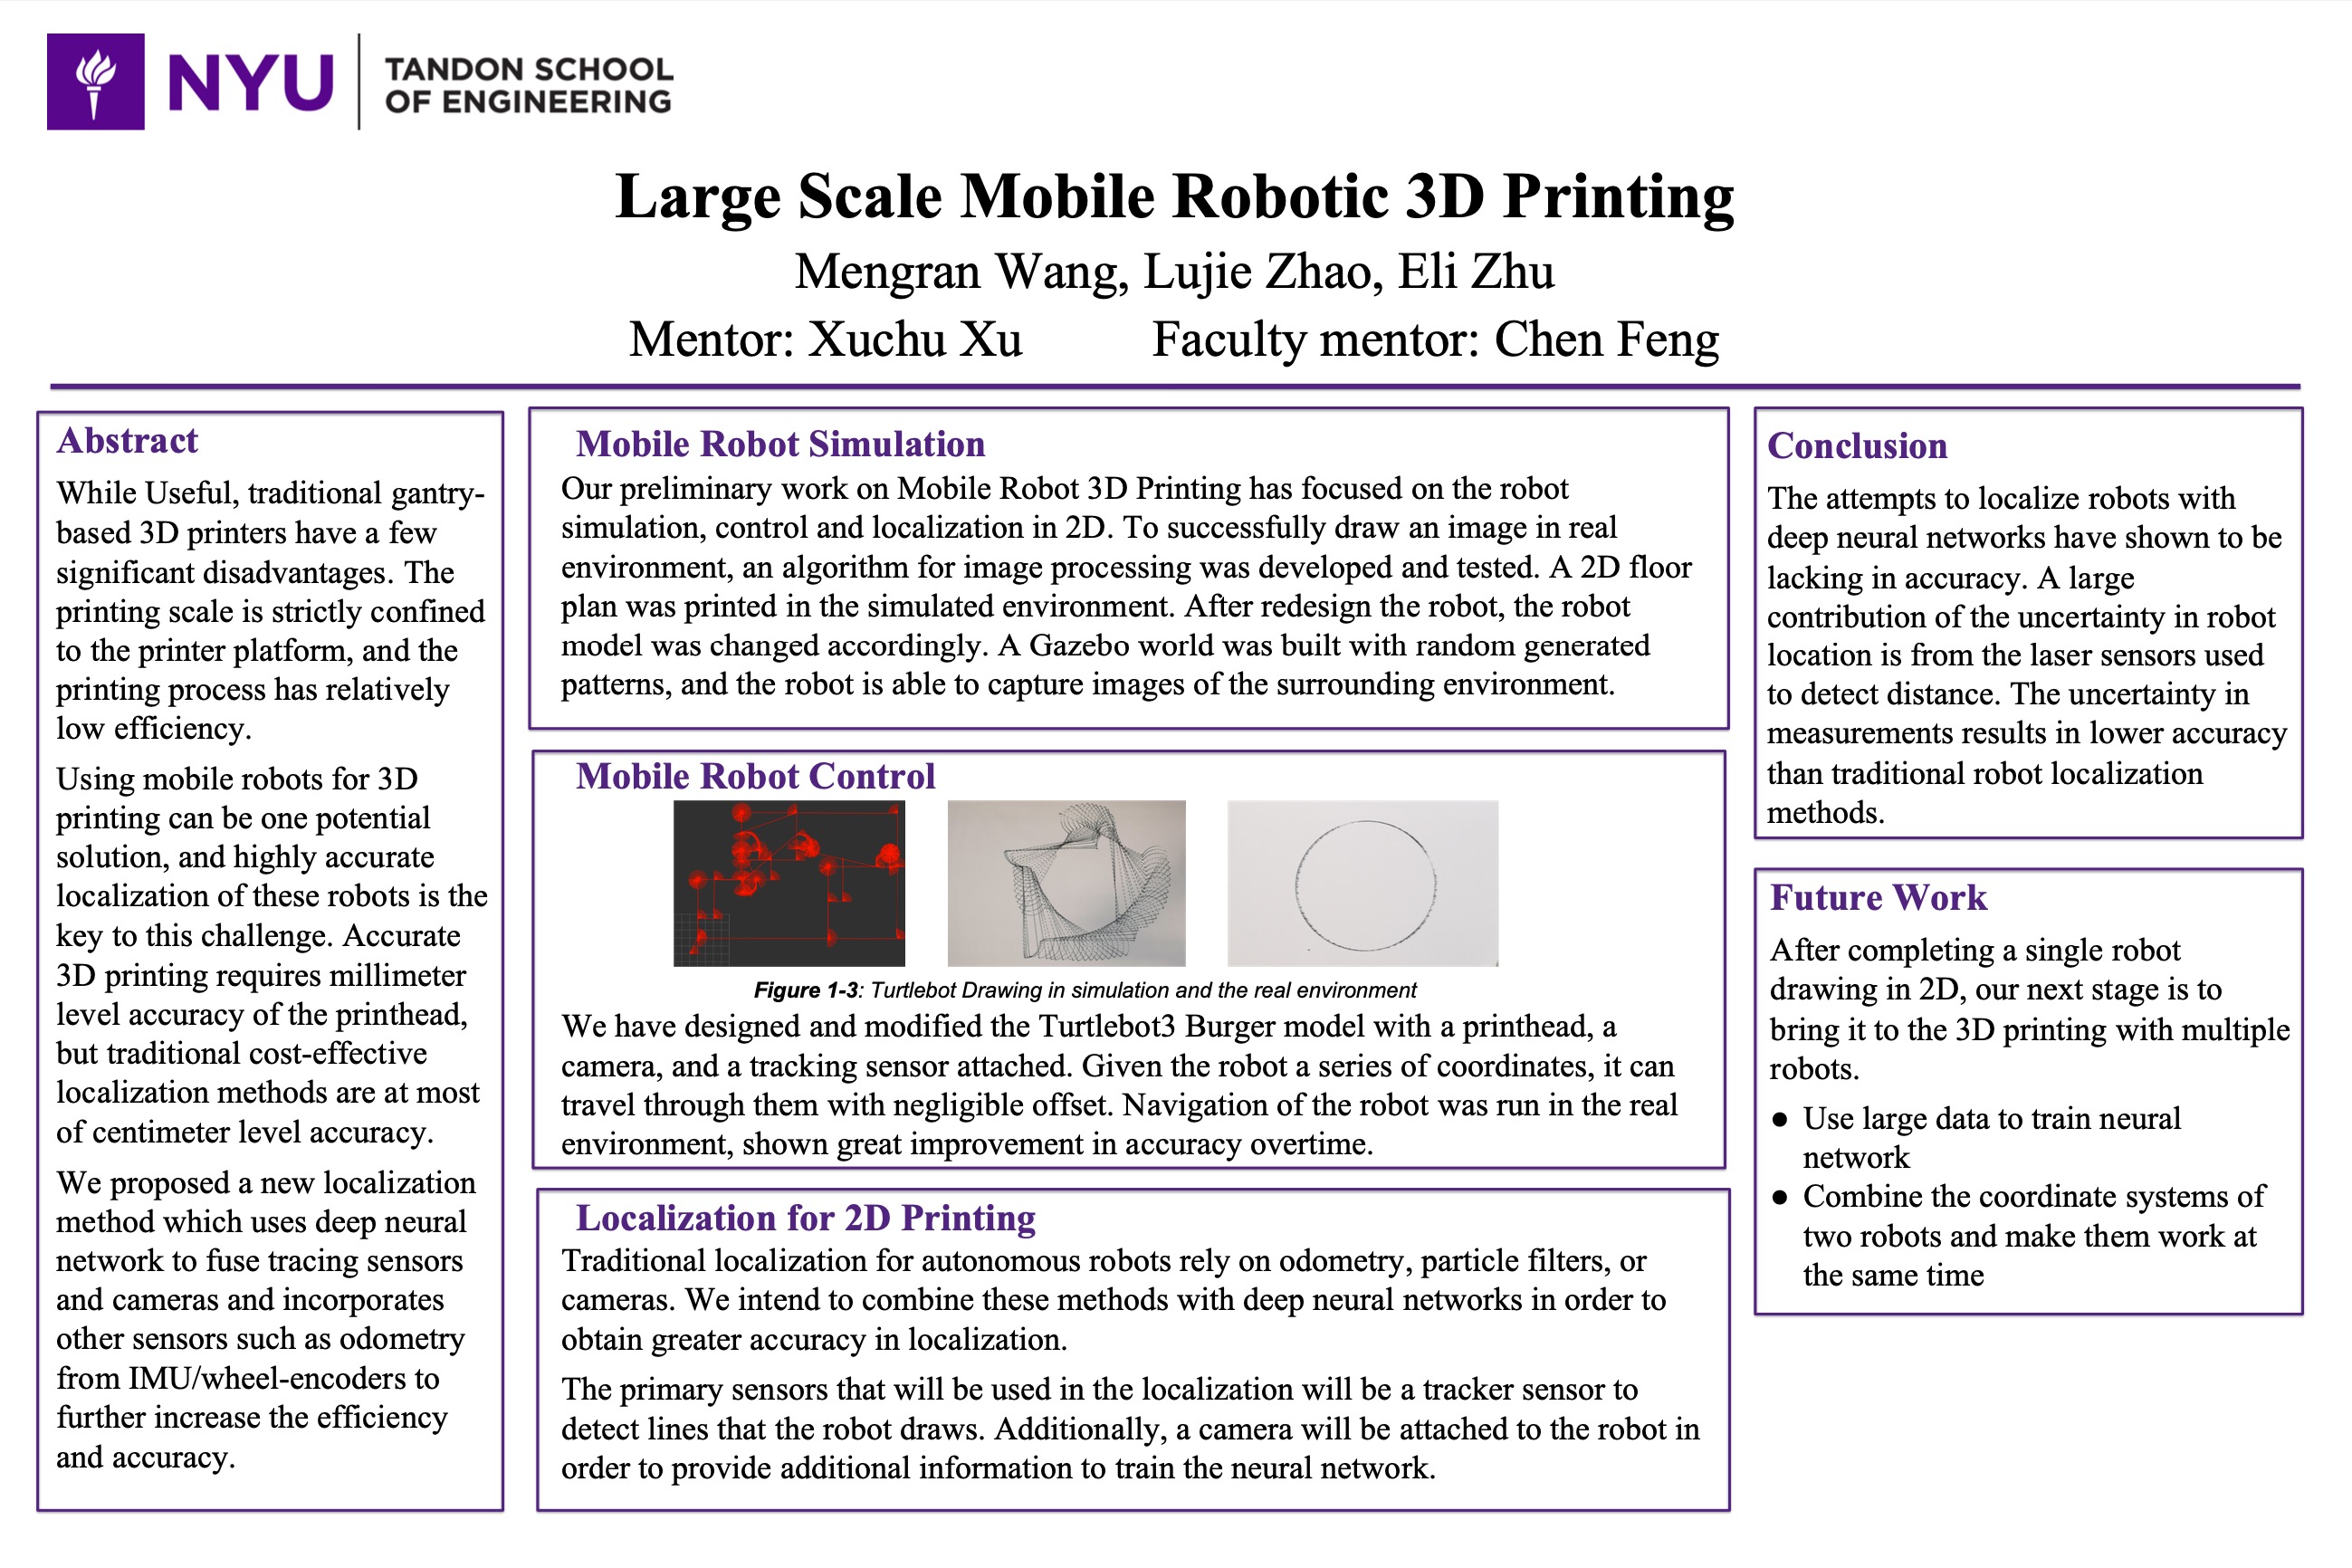 NYU
TANDON SCHOOL
OF ENGINEERING
Large Scale Mobile Robotic 3D Printing
Mengran Wang, Lujie Zhao, Eli Zhu
Mentor: Xuchu Xu Faculty mentor: Chen Feng
Abstract
While Useful, traditional gantry-
based 3D printers have a few
significant disadvantages. The
printing scale is strictly confined
to the printer platform, and the
printing process has relatively
low efficiency.
Using mobile robots for 3D
printing can be one potential
solution, and highly accurate
localization of these robots is the
key to this challenge. Accurate
3D printing requires millimeter
level accuracy of the printhead,
but traditional cost-effective
localization methods are at most
of centimeter level accuracy.
We proposed a new localization
method which uses deep neural
network to fuse tracing sensors
and cameras and incorporates
other sensors such as odometry
from IMU/wheel-encoders to
further increase the efficiency
and accuracy.
Mobile Robot Simulation
Our preliminary work on Mobile Robot 3D Printing has focused on the robot
simulation, control and localization in 2D. To successfully draw an image in real
environment, an algorithm for image processing was developed and tested. A 2D floor
plan was printed in the simulated environment. After redesign the robot, the robot
model was changed accordingly. A Gazebo world was built with random generated
patterns, and the robot is able to capture images of the surrounding environment.
Mobile Robot Control
Figure 1-3: Turtlebot Drawing in simulation and the real environment
We have designed and modified the Turtlebot3 Burger model with a printhead, a
camera, and a tracking sensor attached. Given the robot a series of coordinates, it can
travel through them with negligible offset. Navigation of the robot was run in the real
environment, shown great improvement in accuracy overtime.
Localization for 2D Printing
Traditional localization for autonomous robots rely on odometry, particle filters, or
cameras. We intend to combine these methods with deep neural networks in order to
obtain greater accuracy in localization.
The primary sensors that will be used in the localization will be a tracker sensor to
detect lines that the robot draws. Additionally, a camera will be attached to the robot in
order to provide additional information to train the neural network.
Conclusion
The attempts to localize robots with
deep neural networks have shown to be
lacking in accuracy. A large
contribution of the uncertainty in robot
location is from the laser sensors used
to detect distance. The uncertainty in
measurements results in lower accuracy
than traditional robot localization
methods.
Future Work
After completing a single robot
drawing in 2D, our next stage is to
bring it to the 3D printing with multiple
robots.
● Use large data to train neural
network
● Combine the coordinate systems of
two robots and make them work at
the same time